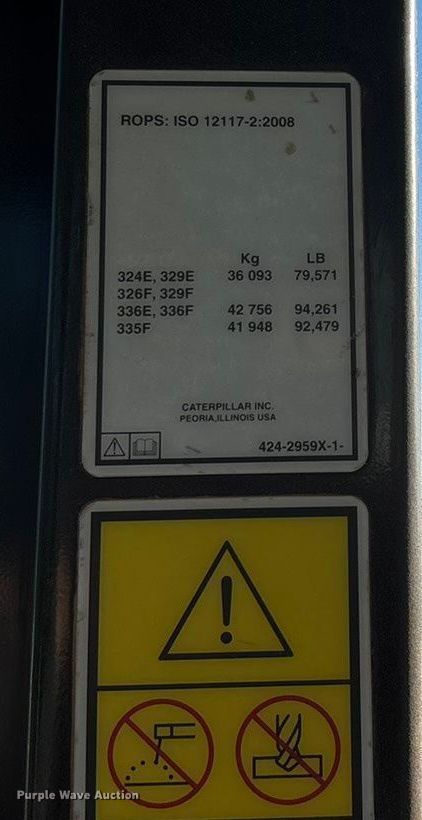 ROPS: ISO 12117-2:2008
Kg LB
324E, 329E 36 093 79,571
326F, 329F
336E, 336F 42 756 94,261
335F 41 948 92,479
CATERPILLAR INC.
PEORIA,ILLINOIS USA
424-2959X-1-
Purple Wave Auction